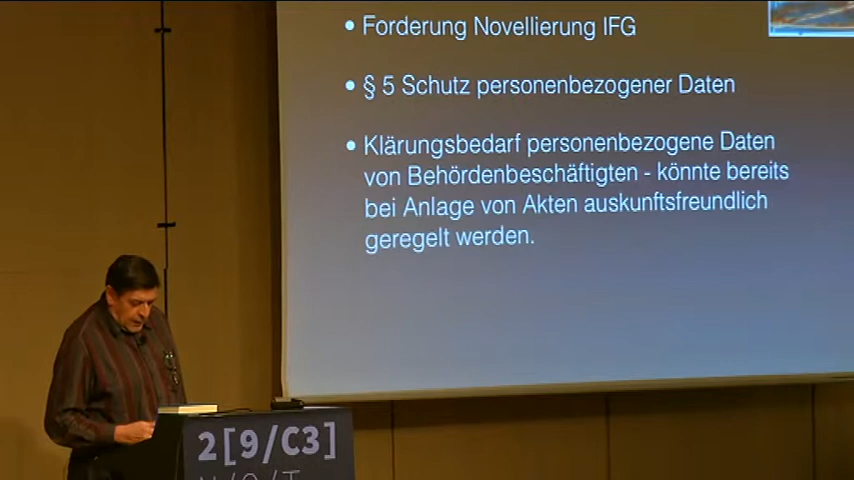 • Forderung Novellierung IFG
• § 5 Schutz personenbezogener Daten
• Klärungsbedarf personenbezogene Daten
von Behördenbeschäftigten - könnte bereits
bei Anlage von Akten auskunftsfreundlich
geregelt werden.
2[9/C3]